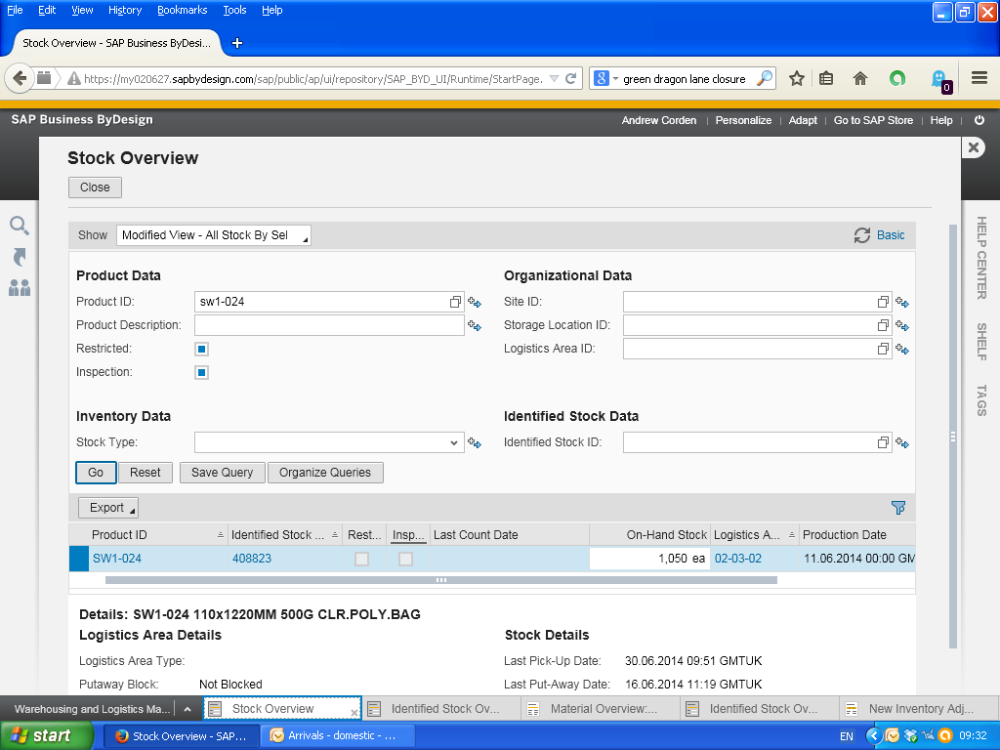 File Edit View History Bookmarks Tools Help
Stock Overview - SAP Business ByDesi... +
https://my020627.sapbydesign.com/sap/public/ap/ui/repository/SAP_BYD_UI/Runtime/StartPage. green dragon lane closure 0
SAP Business ByDesign Andrew Corden | Personalize | Adapt | Go to SAP Store | Help |
Stock Overview
Close
Show Modified View - All Stock By Sel Basic
Product Data Organizational Data
Product ID: sw1-024 Site ID:
Product Description: Storage Location ID:
Restricted: Logistics Area ID:
Inspection:
Inventory Data Identified Stock Data
Stock Type: Identified Stock ID:
Go Reset Save Query Organize Queries
Export
Product ID Identified Stock ... Rest... Insp... Last Count Date On-Hand Stock Logistics A... Production Date
SW1-024 408823 1,050 ea 02-03-02 11.06.2014 00:00 GM
Details: SW1-024 110x1220MM 500G CLR.POLY.BAG
Logistics Area Details Stock Details
Logistics Area Type: Last Pick-Up Date: 30.06.2014 09:51 GMTUK
Putaway Block: Not Blocked Last Put-Away Date: 16.06.2014 11:19 GMTUK
HELP CENTER
SHELF
TAGS
Warehousing and Logistics Ma... Stock Overview Identified Stock Ov... Material Overview:... Identified Stock Ov... New Inventory Adj...
start Stock Overview - SAP... Arrivals - domestic - ... EN 09:32